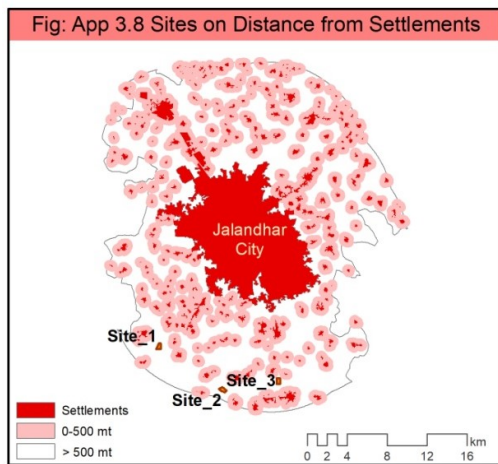 Fig: App 3.8 Sites on Distance from Settlements
Jalandhar
City
Site_1
Site_3
Site_2
Settlements
0-500 mt
> 500 mt
km
0 2 4 8 12 16